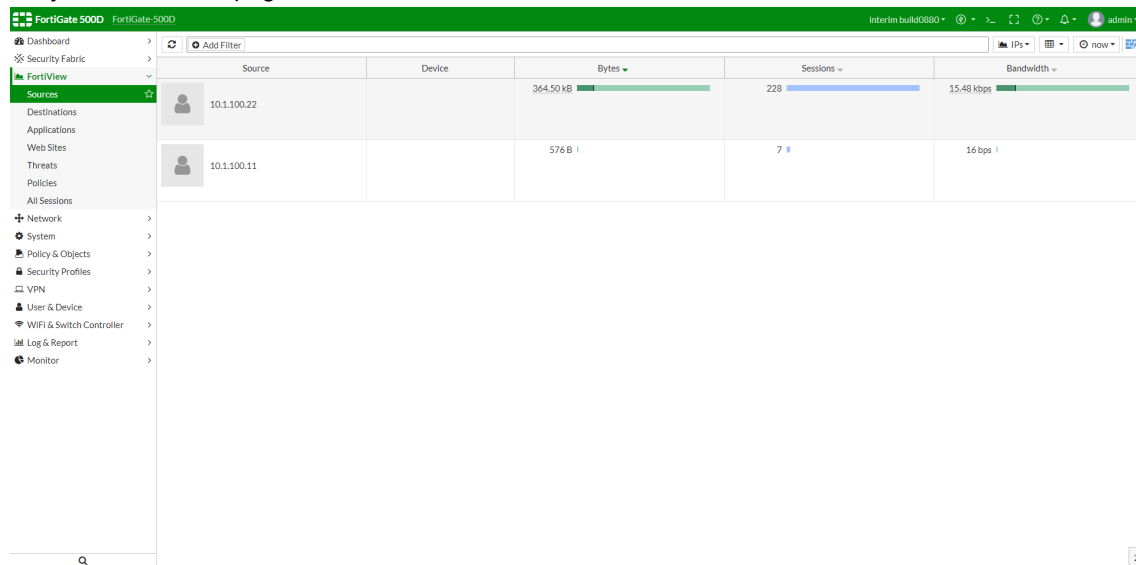 FortiGate 500D FortiGate-500D interim build0880 admin
Dashboard
Security Fabric
FortiView
Sources
Destinations
Applications
Web Sites
Threats
Policies
All Sessions
Network
System
Policy & Objects
Security Profiles
VPN
User & Device
WiFi & Switch Controller
Log & Report
Monitor
Add Filter IPs now
Source Device Bytes Sessions Bandwidth
10.1.100.22 364.50 kB 228 15.48 kbps
10.1.100.11 576 B 7 16 bps